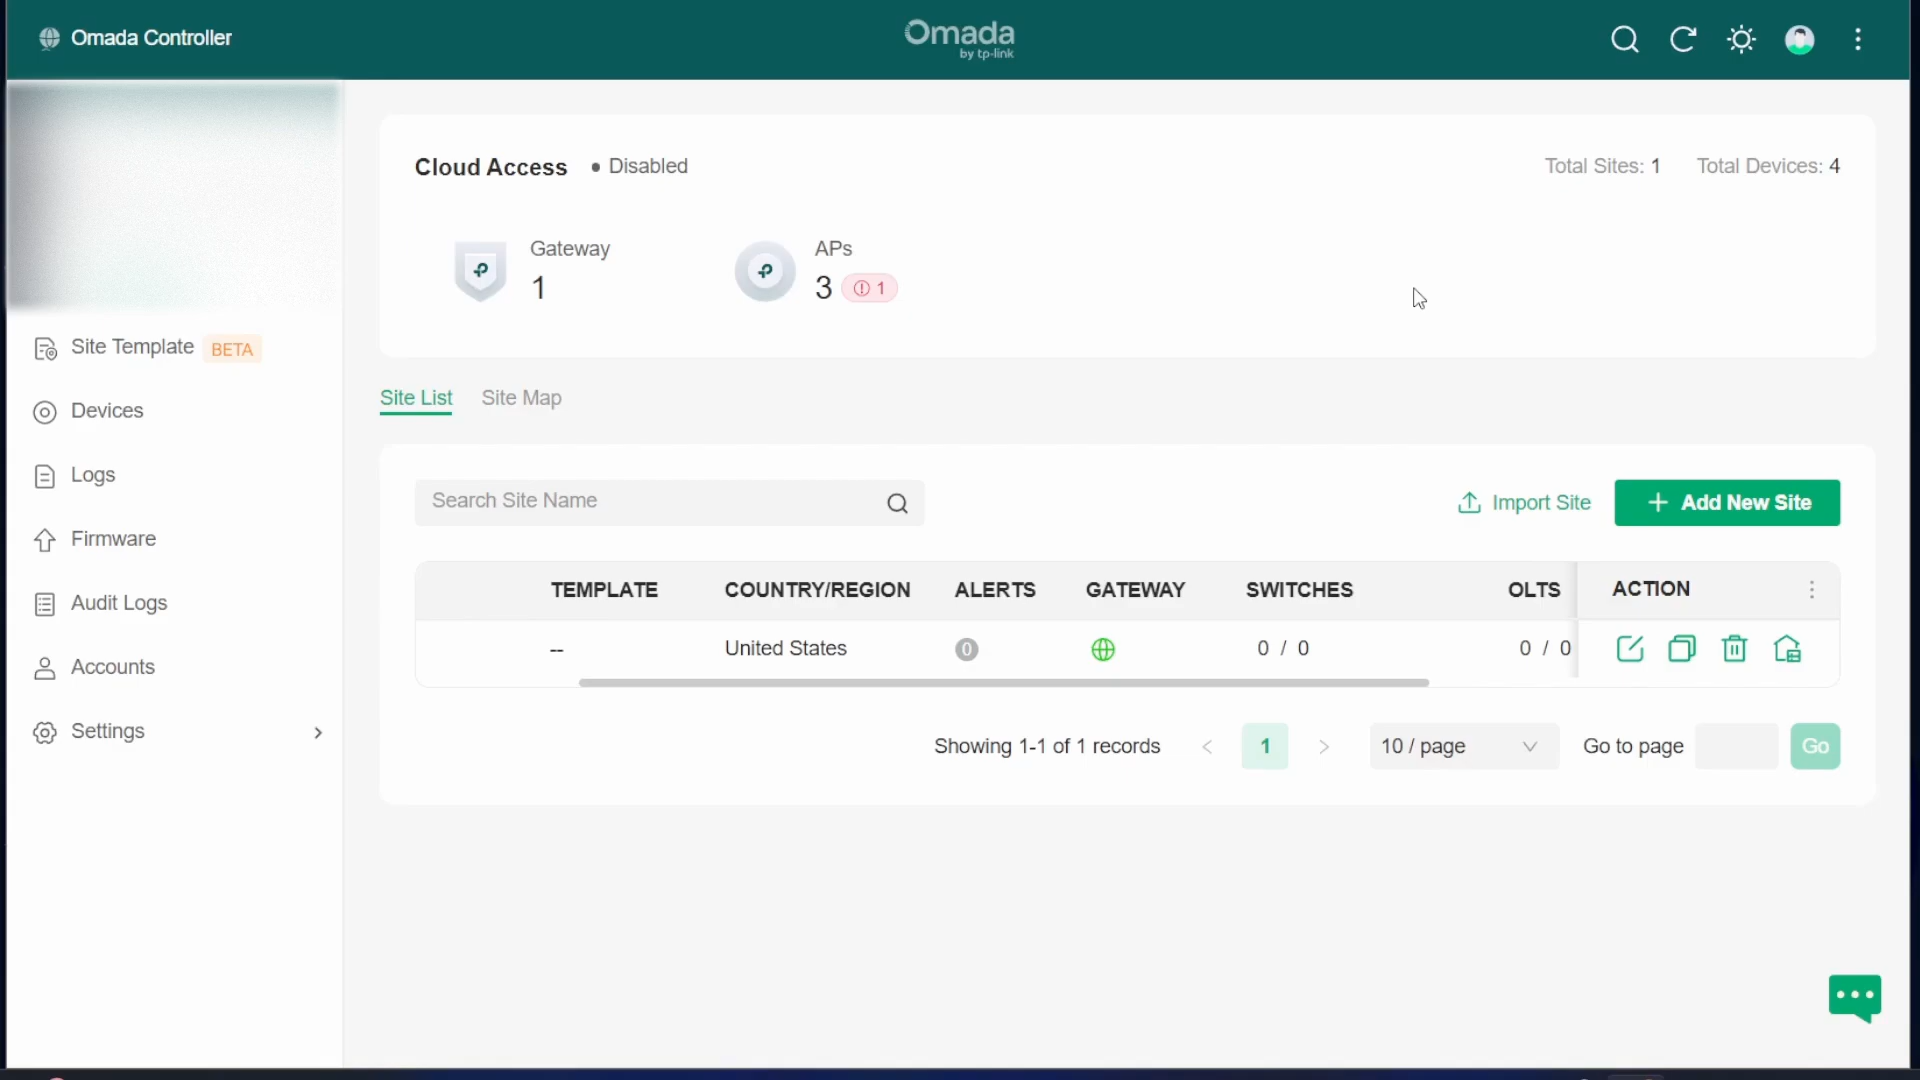 Omada Controller
Omada
by tp-link
Cloud Access • Disabled
Total Sites: 1 Total Devices: 4
Gateway
1
APs
3 1
Site Template BETA
Devices
Logs
Firmware
Audit Logs
Accounts
Settings
Site List Site Map
Search Site Name
Import Site
+ Add New Site
TEMPLATE COUNTRY/REGION ALERTS GATEWAY SWITCHES OLTS ACTION
-- United States 0 0 / 0 0 / 0
Showing 1-1 of 1 records < 1 > 10 / page Go to page Go